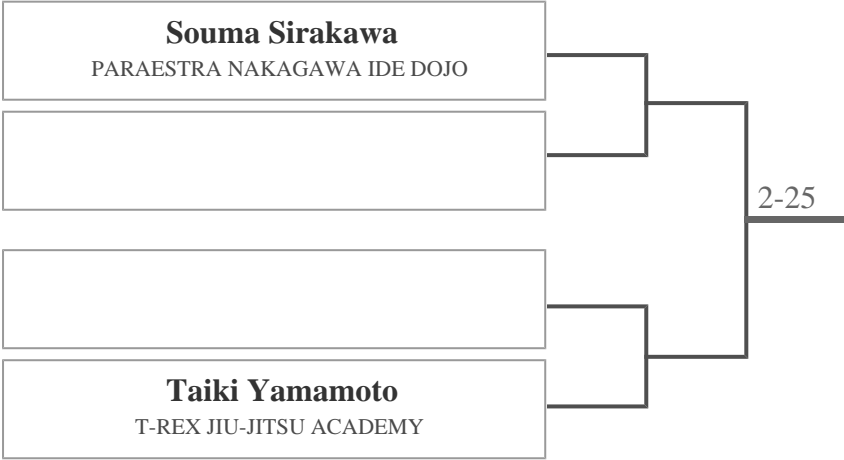 Souma Sirakawa
PARAESTRA NAKAGAWA IDE DOJO
2-25
Taiki Yamamoto
T-REX JIU-JITSU ACADEMY